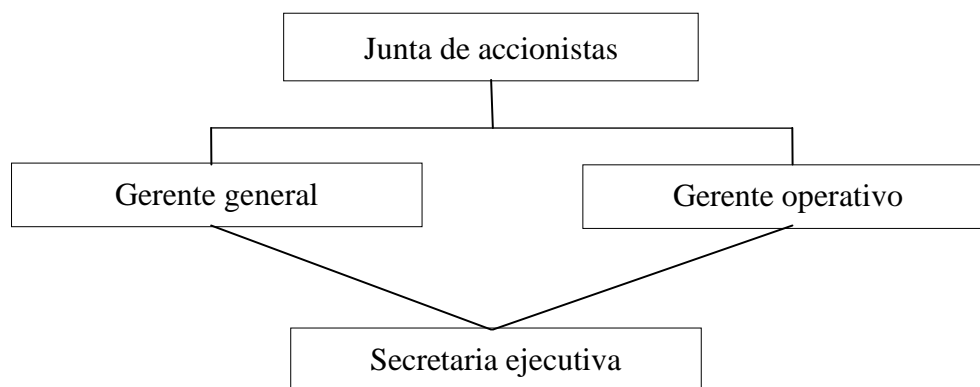 Junta de accionistas
Gerente general
Gerente operativo
Secretaria ejecutiva